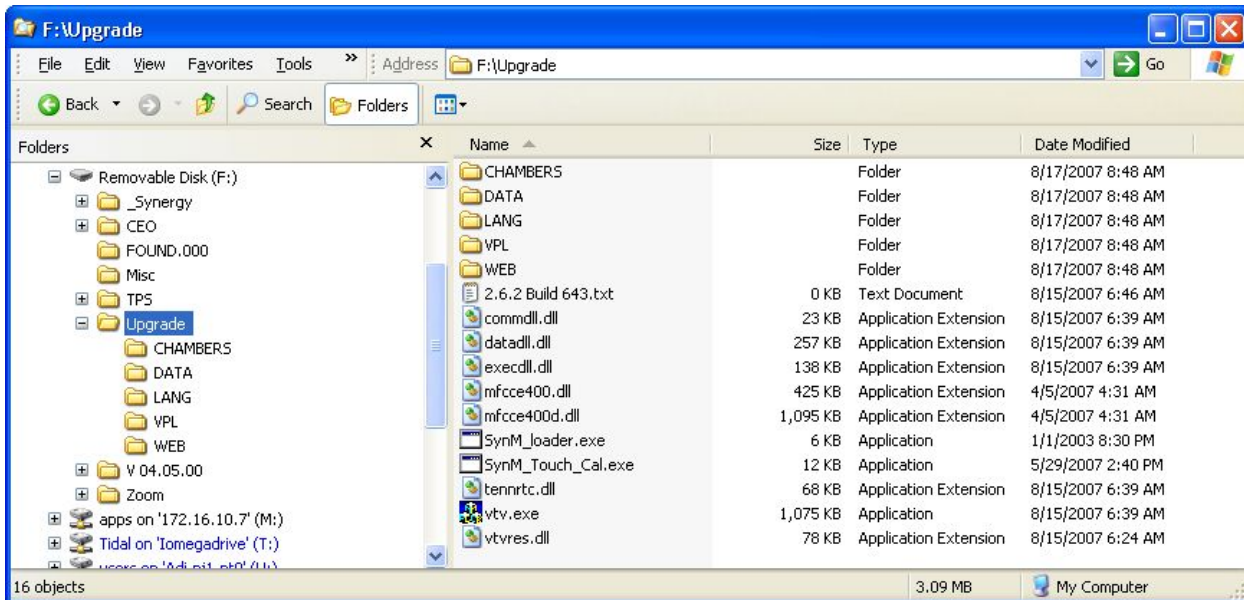 F:\Upgrade
File Edit View Favorites Tools » Address F:\Upgrade Go
Back Search Folders
Folders × Name Size Type Date Modified
Removable Disk (F:)
_Synergy
CEO
FOUND.000
Misc
TPS
Upgrade
CHAMBERS
DATA
LANG
VPL
WEB
V 04.05.00
Zoom
apps on '172.16.10.7' (M:)
Tidal on 'Iomegadrive' (T:)
CHAMBERS Folder 8/17/2007 8:48 AM
DATA Folder 8/17/2007 8:48 AM
LANG Folder 8/17/2007 8:48 AM
VPL Folder 8/17/2007 8:48 AM
WEB Folder 8/17/2007 8:48 AM
2.6.2 Build 643.txt 0 KB Text Document 8/15/2007 6:46 AM
commdll.dll 23 KB Application Extension 8/15/2007 6:39 AM
datadll.dll 257 KB Application Extension 8/15/2007 6:39 AM
execdll.dll 138 KB Application Extension 8/15/2007 6:39 AM
mfcce400.dll 425 KB Application Extension 4/5/2007 4:31 AM
mfcce400d.dll 1,095 KB Application Extension 4/5/2007 4:31 AM
SynM_loader.exe 6 KB Application 1/1/2003 8:30 PM
SynM_Touch_Cal.exe 12 KB Application 5/29/2007 2:40 PM
tennrtc.dll 68 KB Application Extension 8/15/2007 6:39 AM
vtv.exe 1,075 KB Application 8/15/2007 6:39 AM
vtvres.dll 78 KB Application Extension 8/15/2007 6:24 AM
16 objects 3.09 MB My Computer